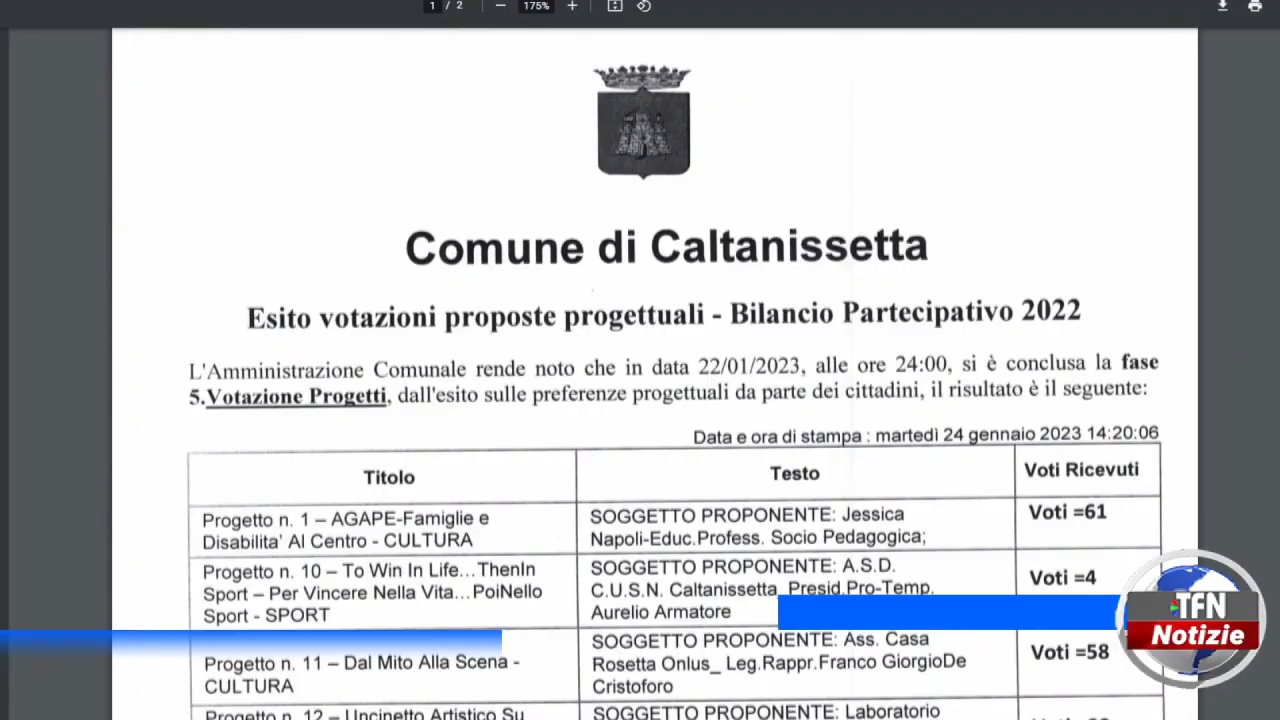 1 / 2 — 175% +
Comune di Caltanissetta
Esito votazioni proposte progettuali - Bilancio Partecipativo 2022
L'Amministrazione Comunale rende noto che in data 22/01/2023, alle ore 24:00, si è conclusa la fase
5.Votazione Progetti, dall'esito sulle preferenze progettuali da parte dei cittadini, il risultato è il seguente:
Data e ora di stampa : martedì 24 gennaio 2023 14:20:06
Titolo
Testo
Voti Ricevuti
Progetto n. 1 – AGAPE-Famiglie e
Disabilita' Al Centro - CULTURA
SOGGETTO PROPONENTE: Jessica
Napoli-Educ.Profess. Socio Pedagogica;
Voti =61
Progetto n. 10 – To Win In Life...ThenIn
Sport – Per Vincere Nella Vita...PoiNello
Sport - SPORT
SOGGETTO PROPONENTE: A.S.D.
C.U.S.N. Caltanissetta_Presid.Pro-Temp.
Aurelio Armatore
Voti =4
Progetto n. 11 – Dal Mito Alla Scena -
CULTURA
SOGGETTO PROPONENTE: Ass. Casa
Rosetta Onlus_ Leg.Rappr.Franco GiorgioDe
Cristoforo
Voti =58
Progetto n. 12 – Uncinetto Artistico Su
SOGGETTO PROPONENTE: Laboratorio
TFN
Notizie